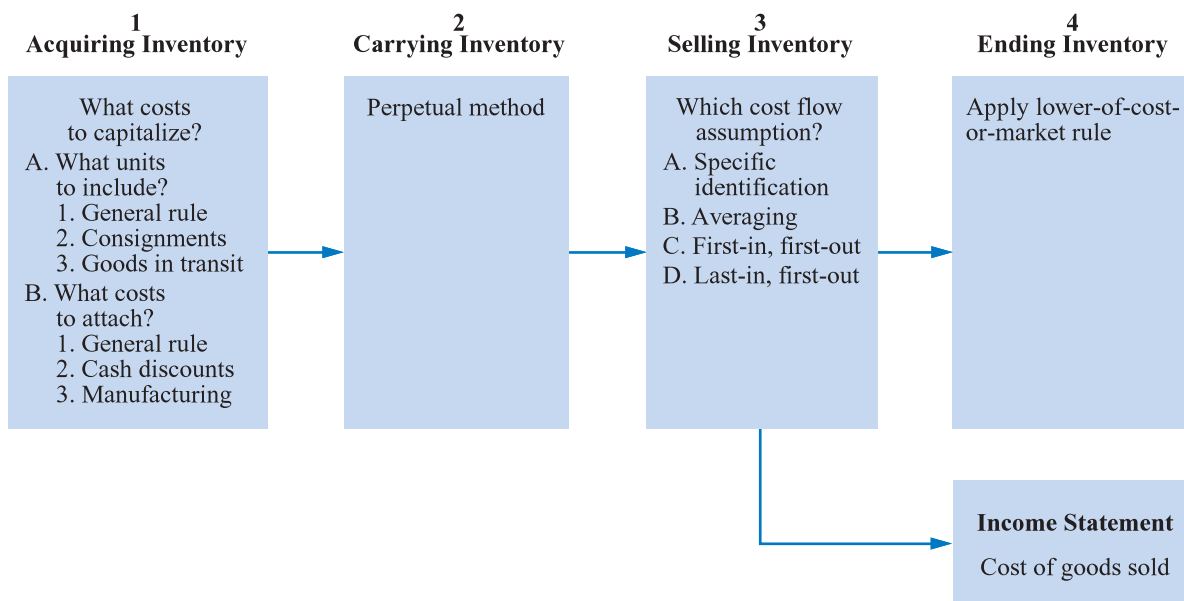 1
Acquiring Inventory
What costs
to capitalize?
A. What units
to include?
1. General rule
2. Consignments
3. Goods in transit
B. What costs
to attach?
1. General rule
2. Cash discounts
3. Manufacturing
2
Carrying Inventory
Perpetual method
3
Selling Inventory
Which cost flow
assumption?
A. Specific
identification
B. Averaging
C. First-in, first-out
D. Last-in, first-out
4
Ending Inventory
Apply lower-of-cost-
or-market rule
Income Statement
Cost of goods sold